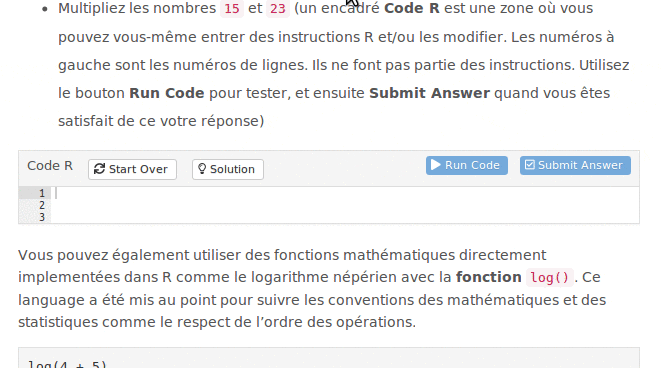 • Multipliez les nombres 15 et 23 (un encadré Code R est une zone où vous
pouvez vous-même entrer des instructions R et/ou les modifier. Les numéros à
gauche sont les numéros de lignes. Ils ne font pas partie des instructions. Utilisez
le bouton Run Code pour tester, et ensuite Submit Answer quand vous êtes
satisfait de ce votre réponse)
Code R Start Over Solution Run Code Submit Answer
1
2
3
Vous pouvez également utiliser des fonctions mathématiques directement
implementées dans R comme le logarithme népérien avec la fonction log(). Ce
language a été mis au point pour suivre les conventions des mathématiques et des
statistiques comme le respect de l’ordre des opérations.
log(4 + 5)